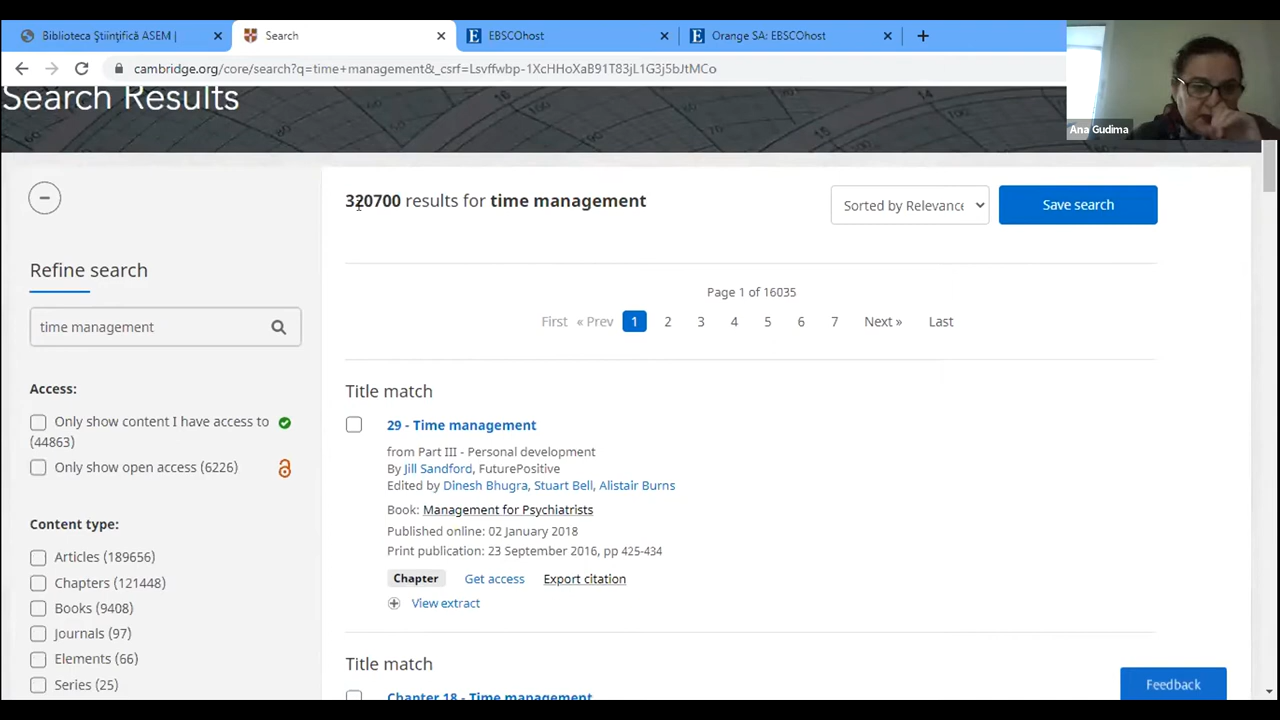 Biblioteca Ştiinţifică ASEM |
Search
EBSCOhost
Orange SA: EBSCOhost
cambridge.org/core/search?q=time+management&_csrf=Lsvffwbp-1XcHHoXaB91T83jL1G3j5bJtMCo
Ana Gudima
Search Results
320700 results for time management
Sorted by Relevance
Save search
Refine search
time management
Page 1 of 16035
First « Prev 1 2 3 4 5 6 7 Next » Last
Access:
Only show content I have access to
(44863)
Only show open access (6226)
Content type:
Articles (189656)
Chapters (121448)
Books (9408)
Journals (97)
Elements (66)
Series (25)
Title match
29 - Time management
from Part III - Personal development
By Jill Sandford, FuturePositive
Edited by Dinesh Bhugra, Stuart Bell, Alistair Burns
Book: Management for Psychiatrists
Published online: 02 January 2018
Print publication: 23 September 2016, pp 425-434
Chapter Get access Export citation
View extract
Title match
Chapter 18 - Time management
Feedback